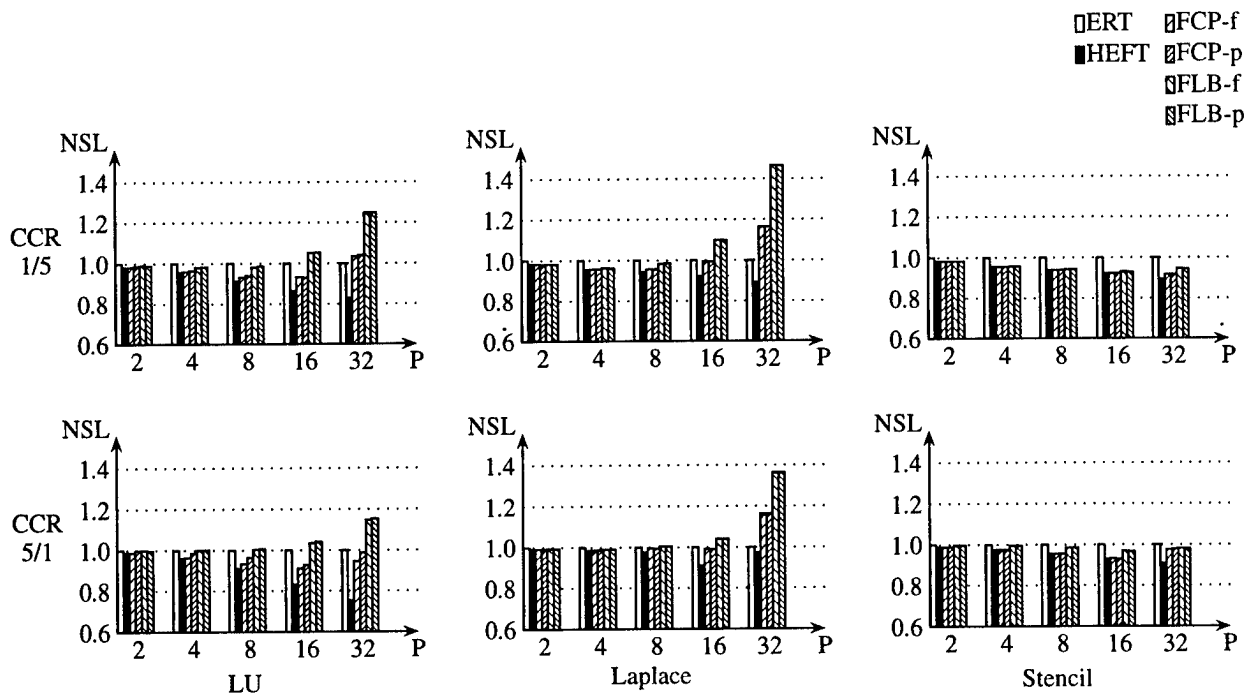 ERT FCP-f
HEFT FCP-p
FLB-f
FLB-p
NSL NSL NSL
1.4 1.4 1.4
1.2 1.2 1.2
CCR
1/5
1.0 1.0 1.0
0.8 0.8 0.8
0.6 0.6 0.6
2 4 8 16 32 P 2 4 8 16 32 P 2 4 8 16 32 P
NSL NSL NSL
1.4 1.4 1.4
1.2 1.2 1.2
CCR
5/1
1.0 1.0 1.0
0.8 0.8 0.8
0.6 0.6 0.6
2 4 8 16 32 P 2 4 8 16 32 P 2 4 8 16 32 P
LU Laplace Stencil